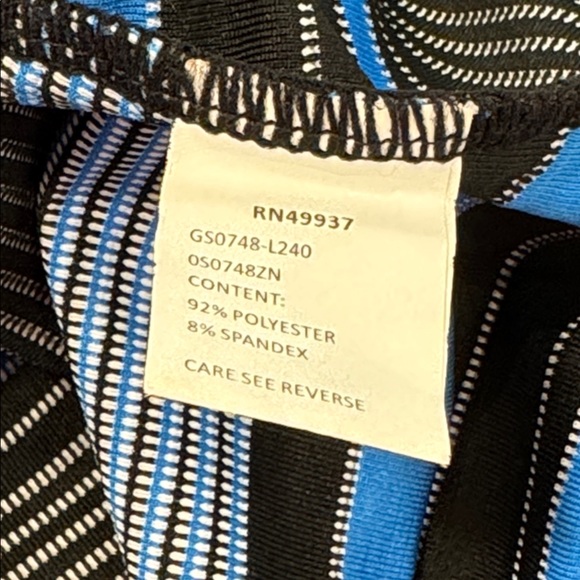 RN49937
GS0748-L240
0S0748ZN
CONTENT:
92% POLYESTER
8% SPANDEX
CARE SEE REVERSE